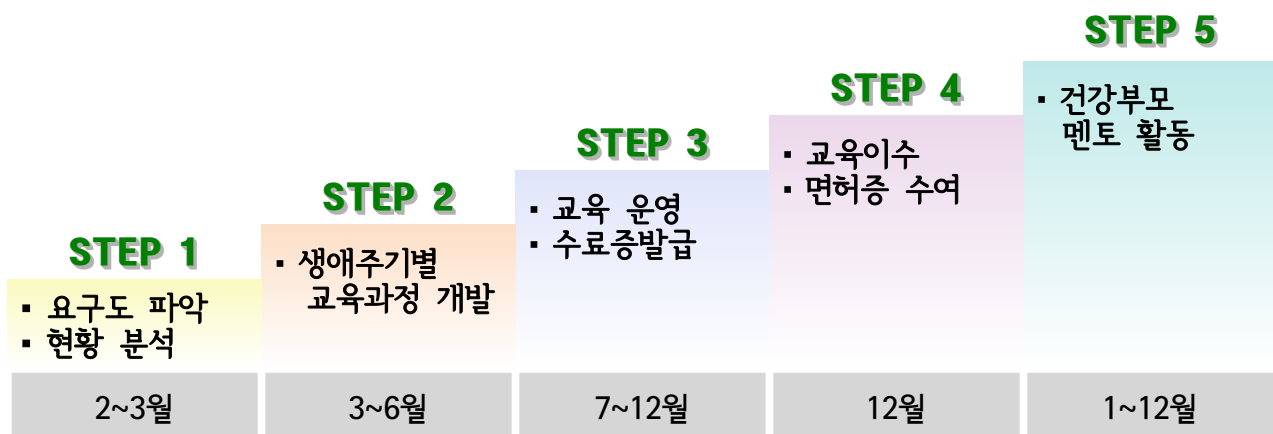 STEP 1
▪ 요구도 파악
▪ 현황 분석
2~3월
STEP 2
▪ 생애주기별
교육과정 개발
3~6월
STEP 3
▪ 교육 운영
▪ 수료증발급
7~12월
STEP 4
▪ 교육이수
▪ 면허증 수여
12월
STEP 5
▪ 건강부모
멘토 활동
1~12월